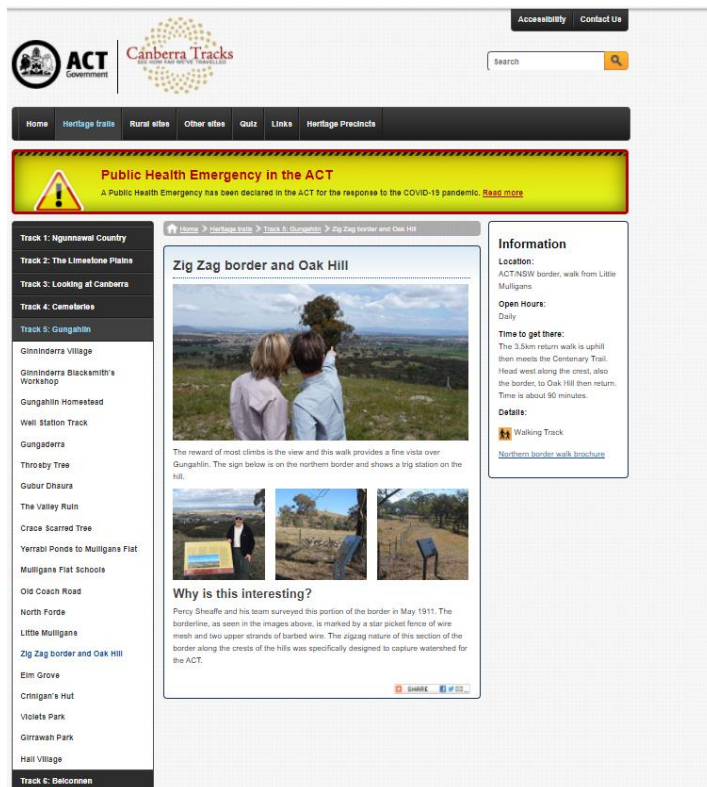 Accessibility Contact Us
ACT
Government
Canberra Tracks
SEE HOW FAR WE'VE TRAVELLED
Search
Home Heritage trails Rural sites Other sites Quiz Links Heritage Precincts
Public Health Emergency in the ACT
A Public Health Emergency has been declared in the ACT for the response to the COVID-19 pandemic. Read more
Track 1: Ngunnawal Country
Track 2: The Limestone Plains
Track 3: Looking at Canberra
Track 4: Cemeteries
Track 5: Gungahlin
Ginninderra Village
Ginninderra Blacksmith's
Workshop
Gungahlin Homestead
Well Station Track
Gungaderra
Throsby Tree
Gubur Dhaura
The Valley Ruin
Crace Scarred Tree
Yerrabi Ponds to Mulligans Flat
Mulligans Flat Schools
Old Coach Road
North Forde
Little Mulligans
Zig Zag border and Oak Hill
Elm Grove
Crinigan's Hut
Violets Park
Girrawah Park
Hall Village
Track 6: Belconnen
Home > Heritage trails > Track 5: Gungahlin > Zig Zag border and Oak Hill
Zig Zag border and Oak Hill
The reward of most climbs is the view and this walk provides a fine vista over
Gungahlin. The sign below is on the northern border and shows a trig station on the
hill.
Why is this interesting?
Percy Sheaffe and his team surveyed this portion of the border in May 1911. The
borderline, as seen in the images above, is marked by a star picket fence of wire
mesh and two upper strands of barbed wire. The zigzag nature of this section of the
border along the crests of the hills was specifically designed to capture watershed for
the ACT.
SHARE
Information
Location:
ACT/NSW border, walk from Little
Mulligans
Open Hours:
Daily
Time to get there:
The 3.5km return walk is uphill
then meets the Centenary Trail.
Head west along the crest, also
the border, to Oak Hill then return.
Time is about 90 minutes.
Details:
Walking Track
Northern border walk brochure